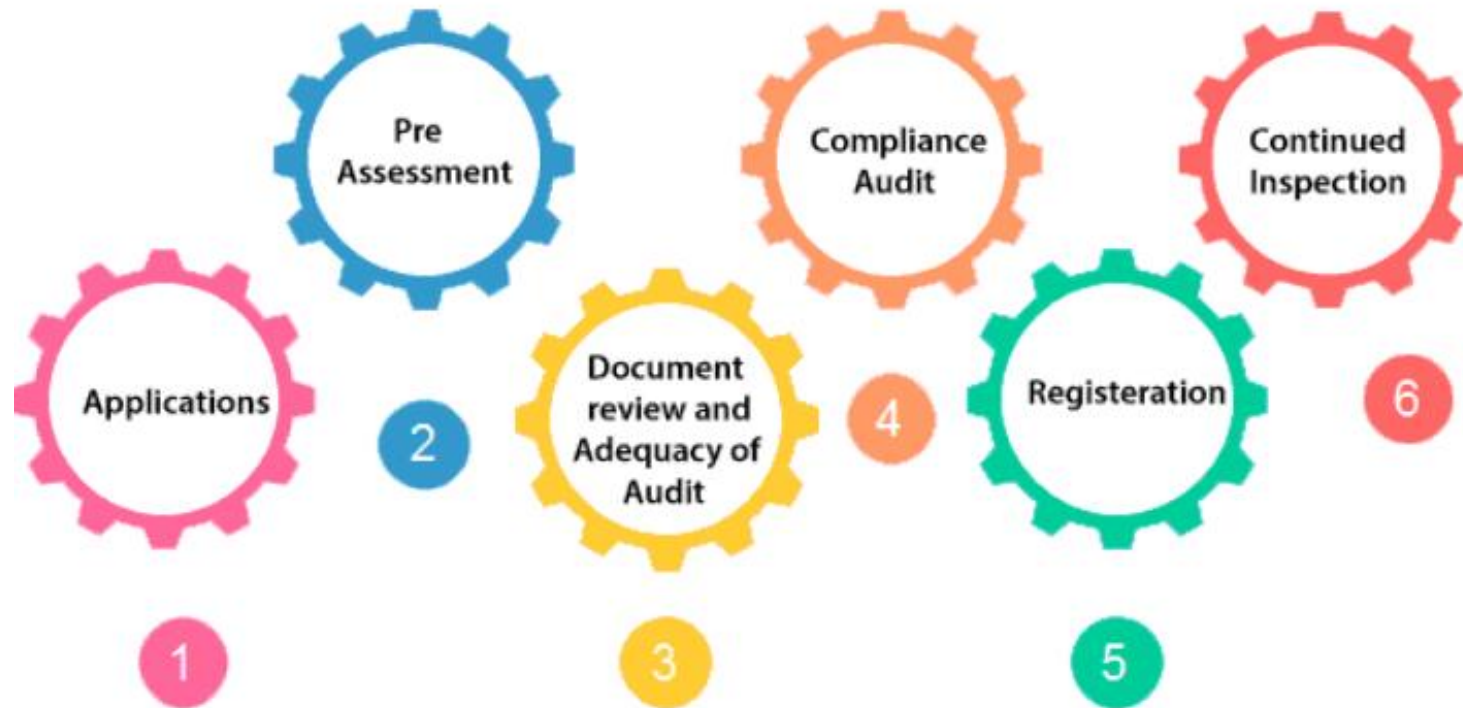 Applications
1
Pre
Assessment
2
Document
review and
Adequacy of
Audit
3
Compliance
Audit
4
Registeration
5
Continued
Inspection
6